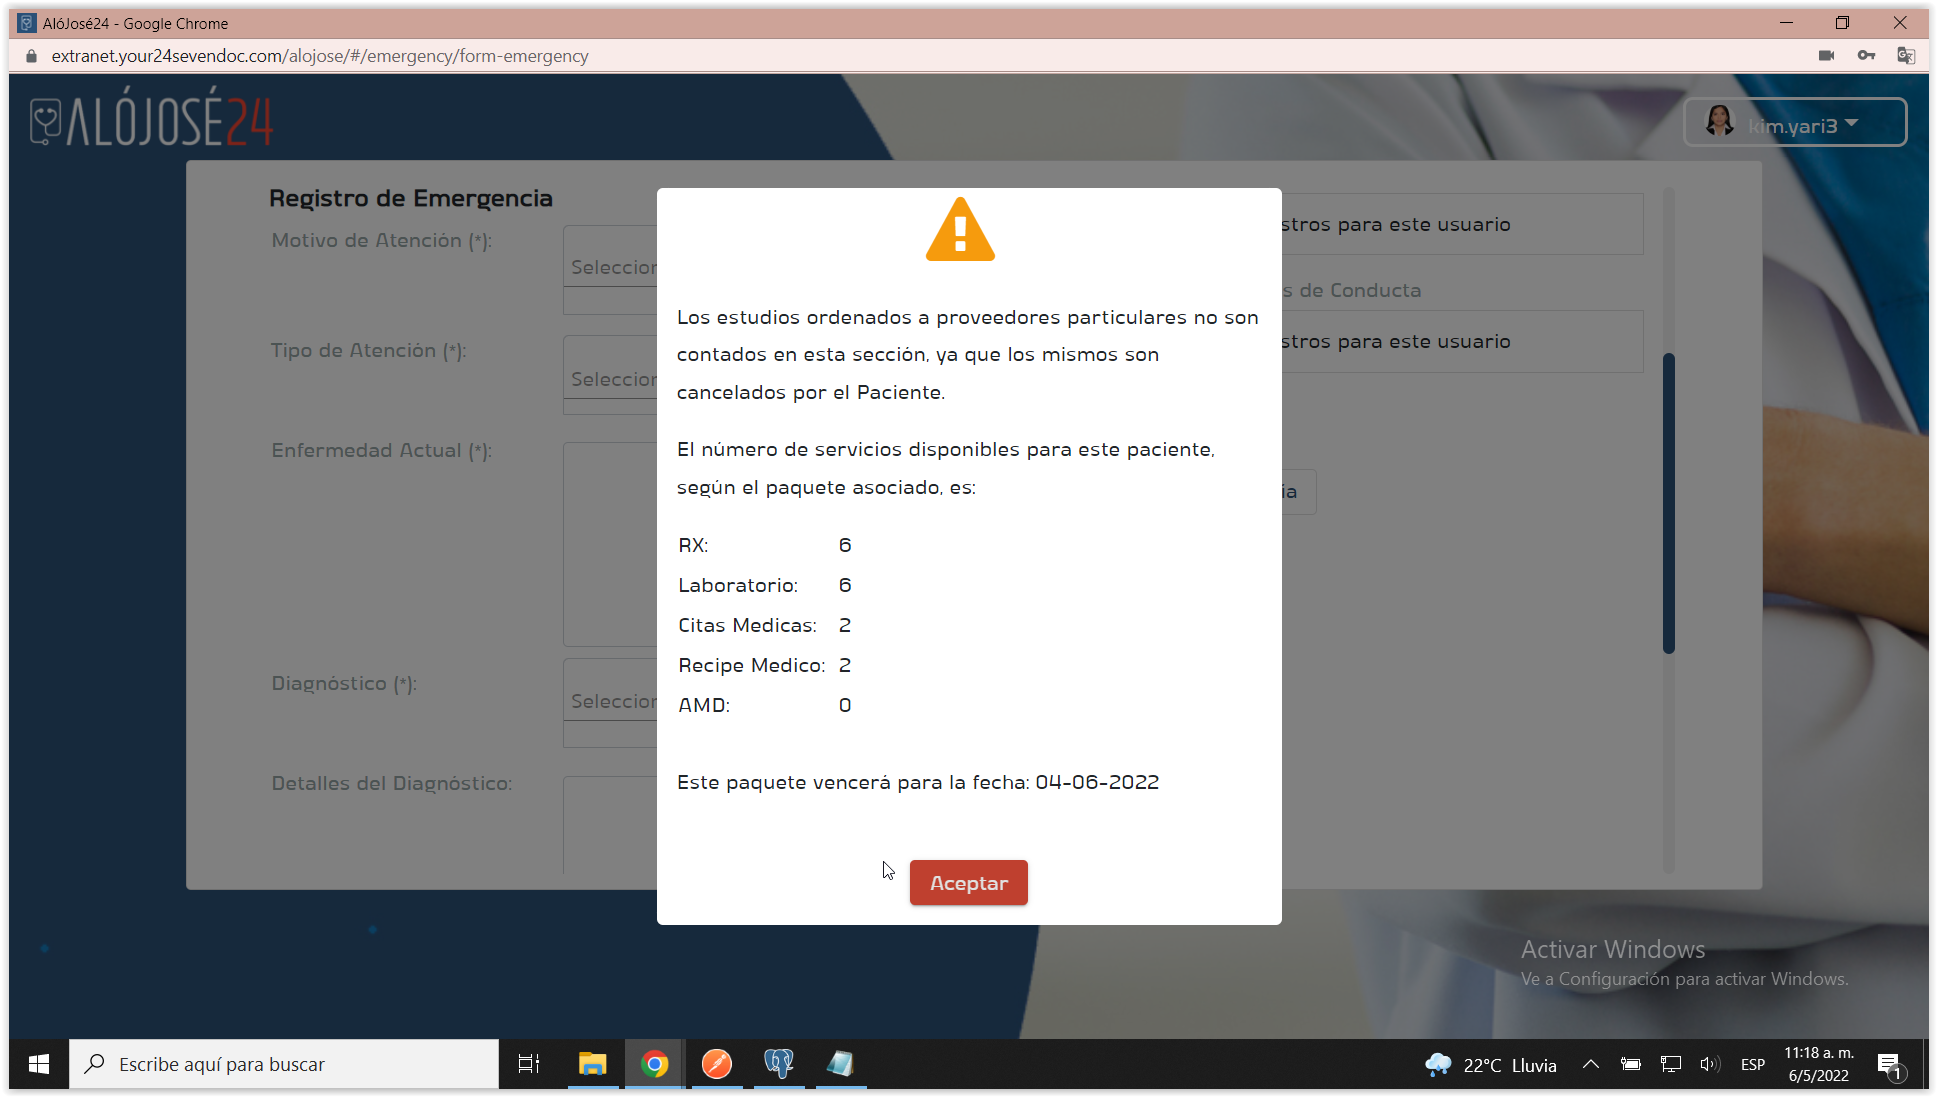 AlóJosé24 - Google Chrome
extranet.your24sevendoc.com/alojose/#/emergency/form-emergency
ALÓJOSÉ24
kim.yari3
Registro de Emergencia
Motivo de Atención (*):
Seleccion
Tipo de Atención (*):
Seleccion
Enfermedad Actual (*):
Diagnóstico (*):
Seleccion
Detalles del Diagnóstico:
stros para este usuario
s de Conducta
stros para este usuario
ia
Los estudios ordenados a proveedores particulares no son
contados en esta sección, ya que los mismos son
cancelados por el Paciente.
El número de servicios disponibles para este paciente,
según el paquete asociado, es:
RX: 6
Laboratorio: 6
Citas Medicas: 2
Recipe Medico: 2
AMD: 0
Este paquete vencerá para la fecha: 04-06-2022
Aceptar
Activar Windows
Ve a Configuración para activar Windows.
Escribe aquí para buscar
22°C Lluvia
ESP
11:18 a. m.
6/5/2022
1